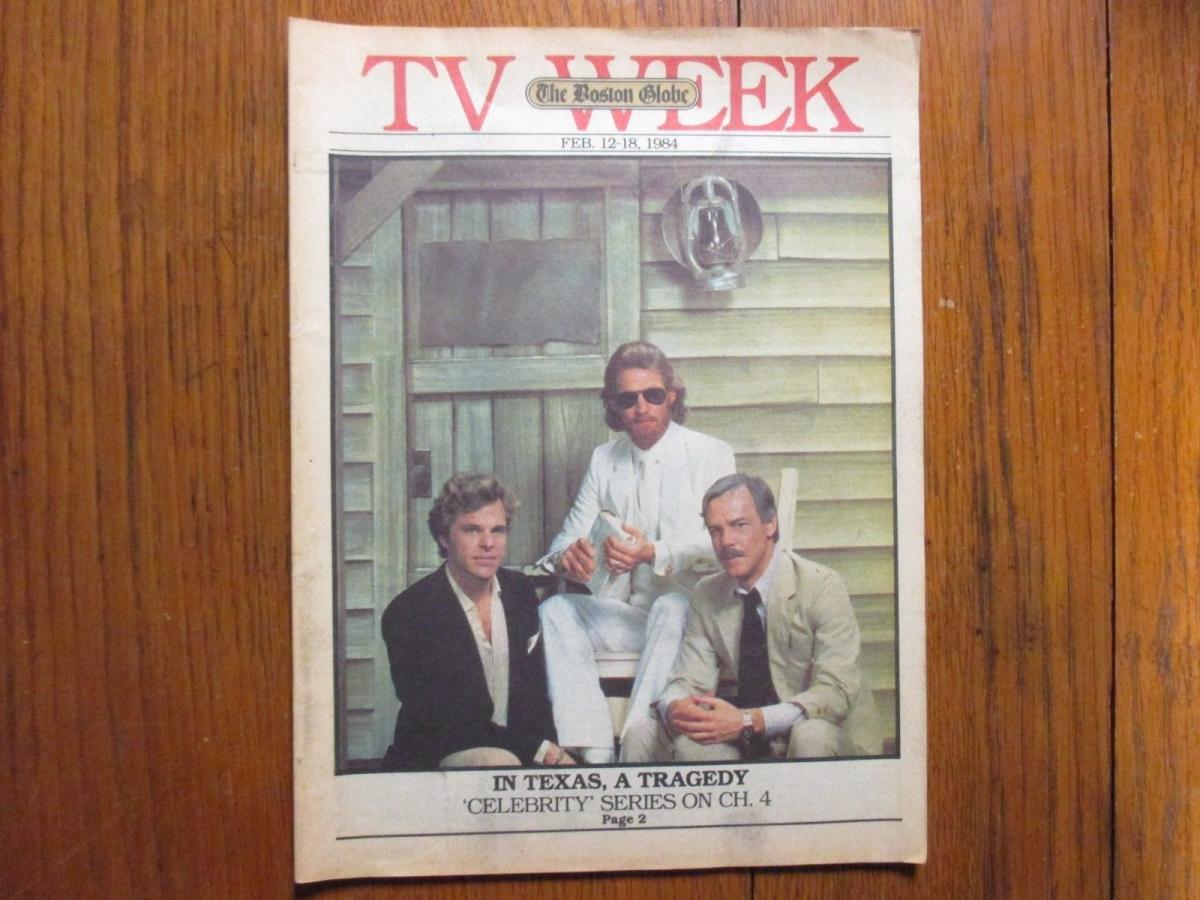 TV WEEK
The Boston Globe
FEB. 12-18, 1984
IN TEXAS, A TRAGEDY
'CELEBRITY' SERIES ON CH. 4
Page 2